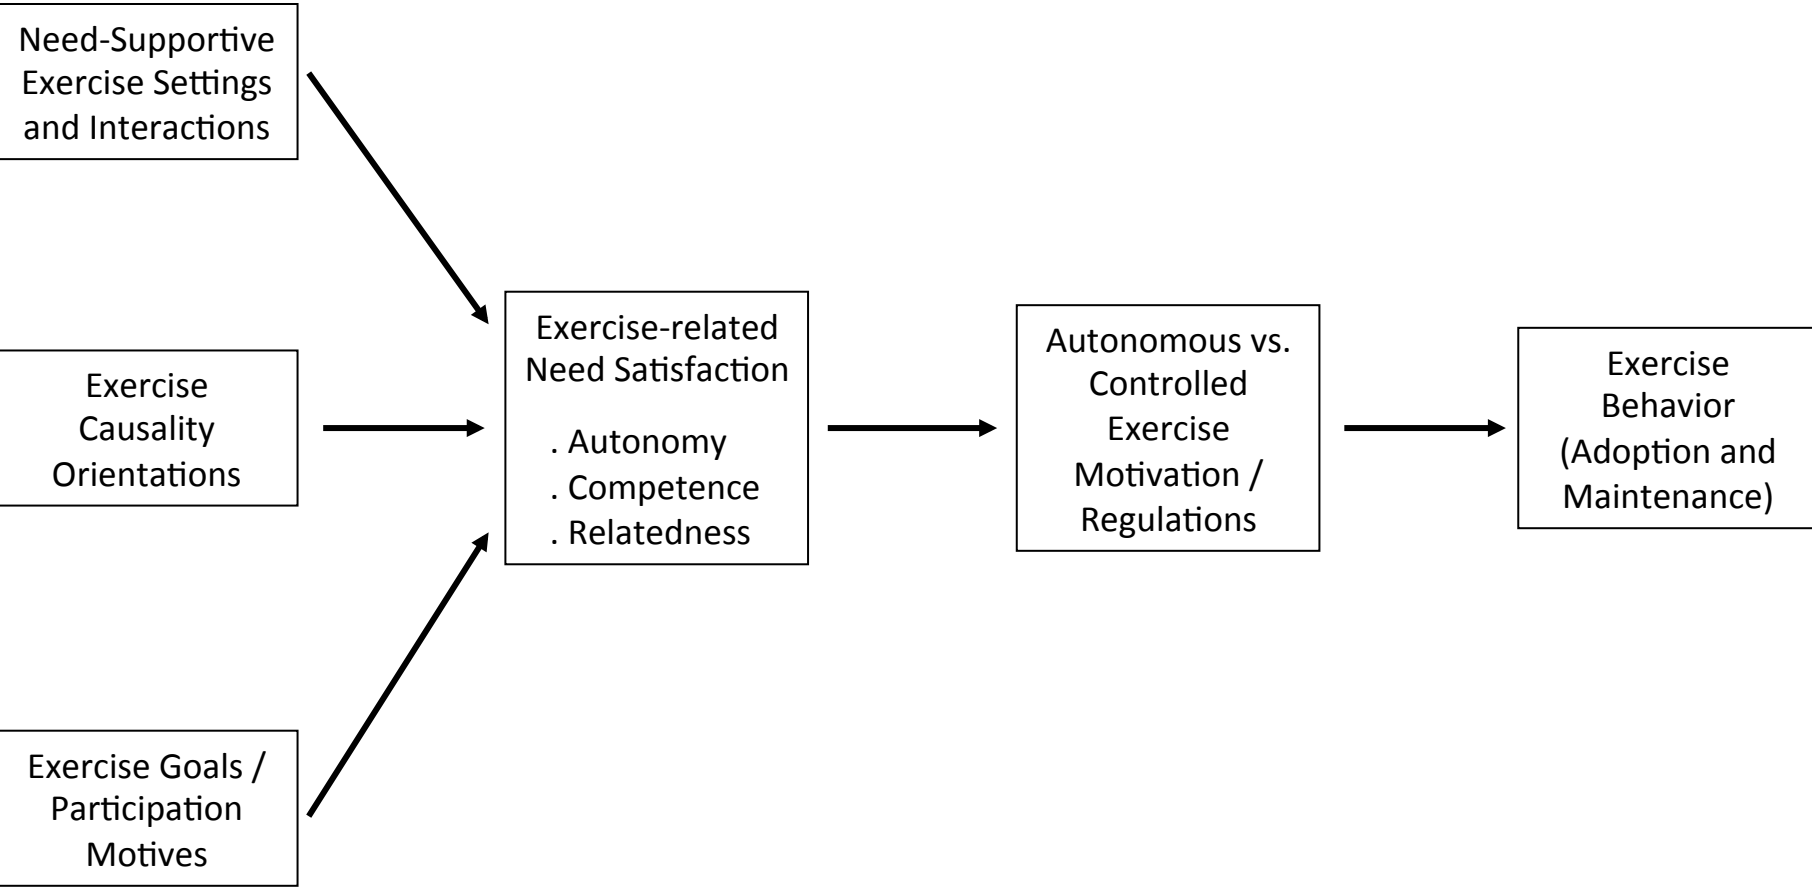 Need-Supportive
Exercise Settings
and Interactions
Exercise
Causality
Orientations
Exercise Goals /
Participation
Motives
Exercise-related
Need Satisfaction
. Autonomy
. Competence
. Relatedness
Autonomous vs.
Controlled
Exercise
Motivation /
Regulations
Exercise
Behavior
(Adoption and
Maintenance)